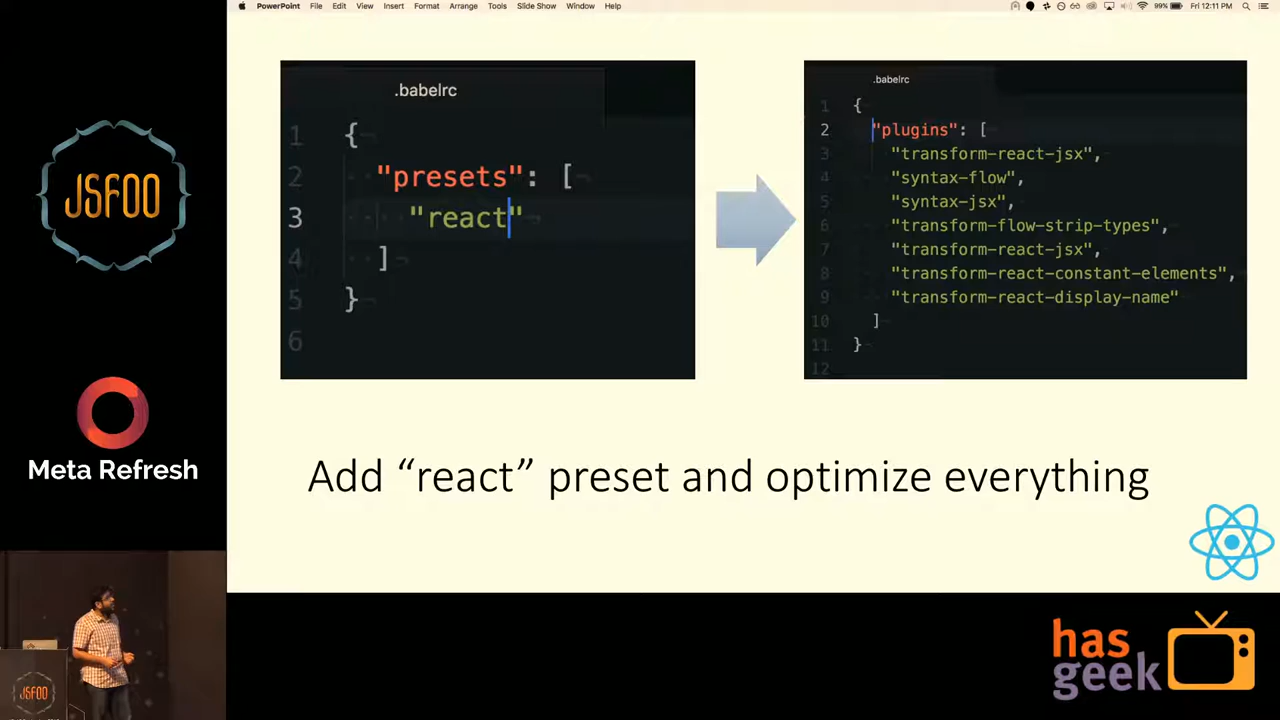 PowerPoint File Edit View Insert Format Arrange Tools Slide Show Window Help
99% Fri 12:11 PM
JSFOO
Meta Refresh
.babelrc
1 {
2 "presets": [
3 "react"
4 ]
5 }
6
.babelrc
1 {
2 "plugins": [
3 "transform-react-jsx",
4 "syntax-flow",
5 "syntax-jsx",
6 "transform-flow-strip-types",
7 "transform-react-jsx",
8 "transform-react-constant-elements",
9 "transform-react-display-name"
10 ]
11 }
12
Add “react” preset and optimize everything
JSFOO
has
geek